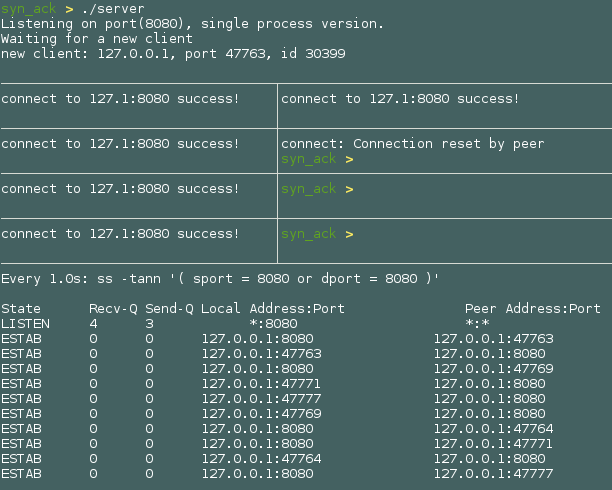 syn_ack > ./server
Listening on port(8080), single process version.
Waiting for a new client
new client: 127.0.0.1, port 47763, id 30399
connect to 127.1:8080 success! connect to 127.1:8080 success!
connect to 127.1:8080 success! connect: Connection reset by peer
syn_ack >
connect to 127.1:8080 success! syn_ack >
connect to 127.1:8080 success! syn_ack >
Every 1.0s: ss -tann '( sport = 8080 or dport = 8080 )'
State Recv-Q Send-Q Local Address:Port Peer Address:Port
LISTEN 4 3 *:8080 *:*
ESTAB 0 0 127.0.0.1:8080 127.0.0.1:47763
ESTAB 0 0 127.0.0.1:47763 127.0.0.1:8080
ESTAB 0 0 127.0.0.1:8080 127.0.0.1:47769
ESTAB 0 0 127.0.0.1:47771 127.0.0.1:8080
ESTAB 0 0 127.0.0.1:47777 127.0.0.1:8080
ESTAB 0 0 127.0.0.1:47769 127.0.0.1:8080
ESTAB 0 0 127.0.0.1:8080 127.0.0.1:47764
ESTAB 0 0 127.0.0.1:8080 127.0.0.1:47771
ESTAB 0 0 127.0.0.1:47764 127.0.0.1:8080
ESTAB 0 0 127.0.0.1:8080 127.0.0.1:47777